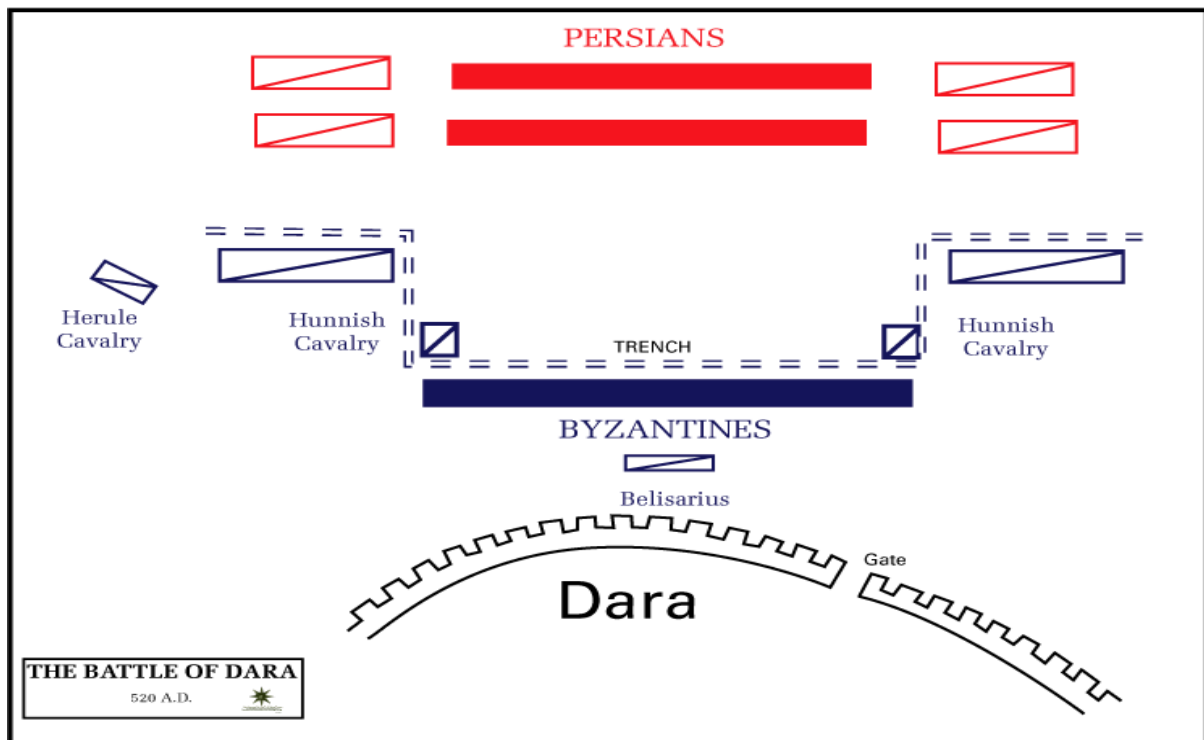 PERSIANS
Herule
Cavalry
Hunnish
Cavalry
TRENCH
Hunnish
Cavalry
BYZANTINES
Belisarius
Gate
Dara
THE BATTLE OF DARA
520 A.D.